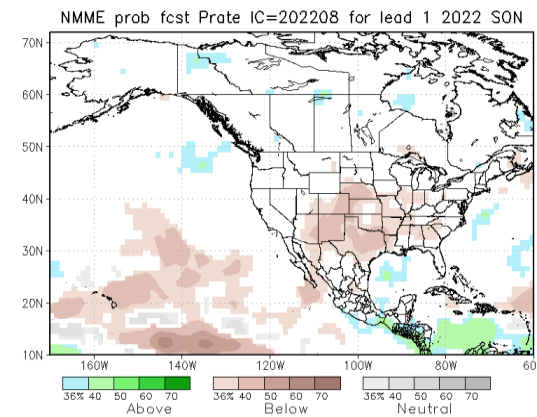 NMME prob fcst Prate IC=202208 for lead 1 2022 SON
70N
60N
50N
40N
30N
20N
10N
160W 140W 120W 100W 80W 60
36% 40 50 60 70 36% 40 50 60 70 36% 40 50 60 70
Above Below Neutral